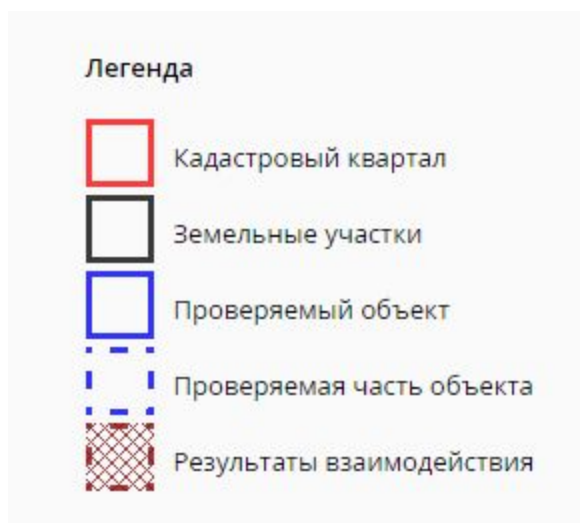 Легенда
Кадастровый квартал
Земельные участки
Проверяемый объект
Проверяемая часть объекта
Результаты взаимодействия